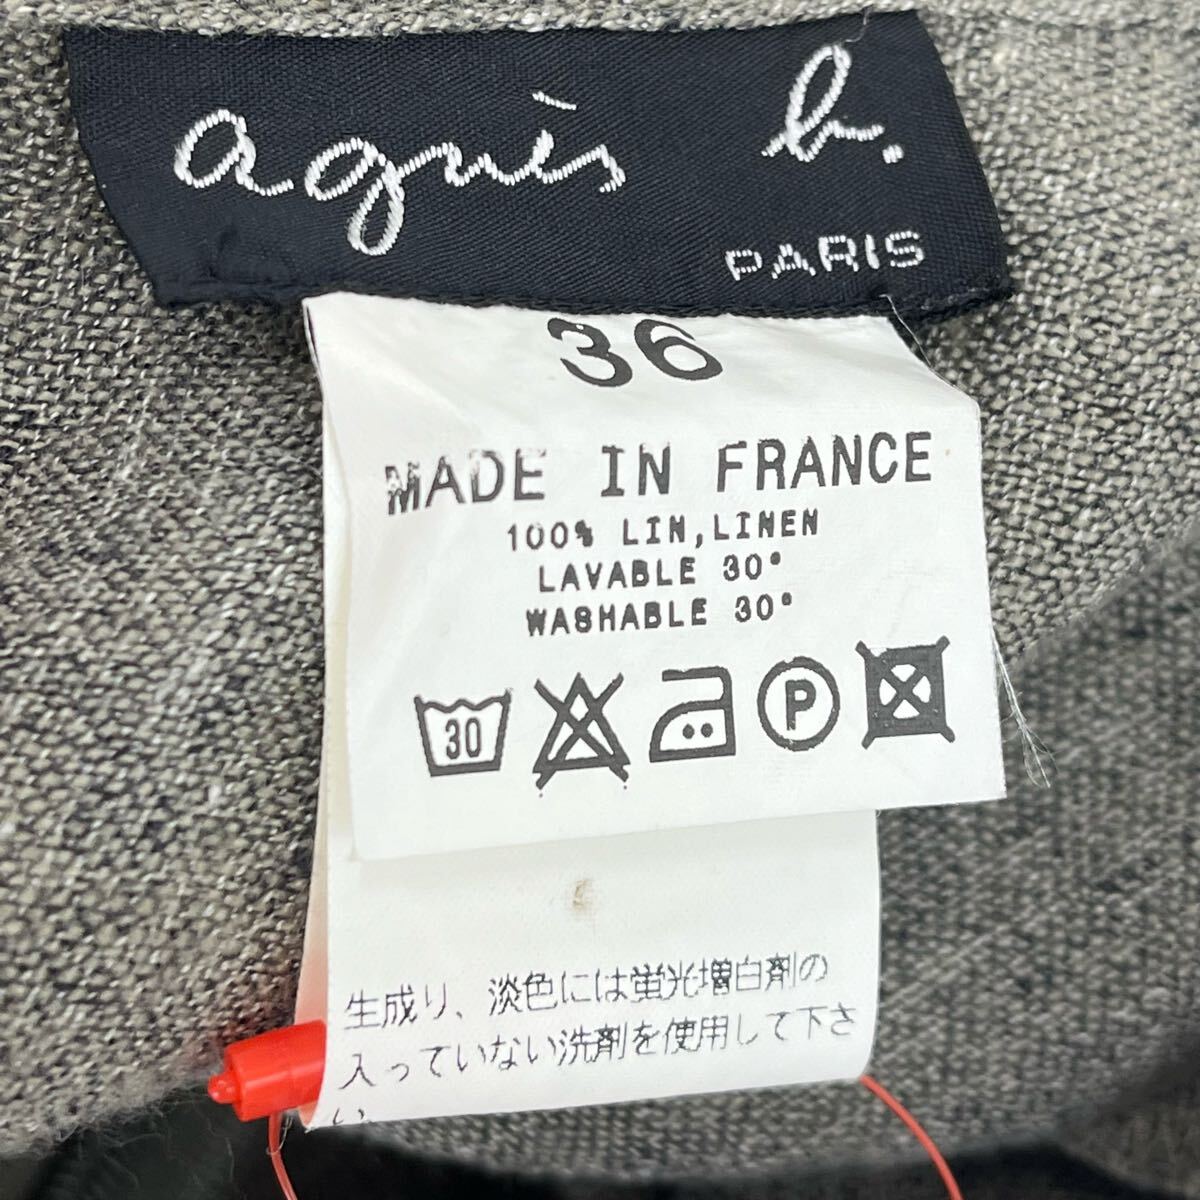 agnès b.
PARIS
36
MADE IN FRANCE
100% LIN,LINEN
LAVABLE 30°
WASHABLE 30°
30
P
生成り、淡色には蛍光増白剤の
入っていない洗剤を使用して下さ
い